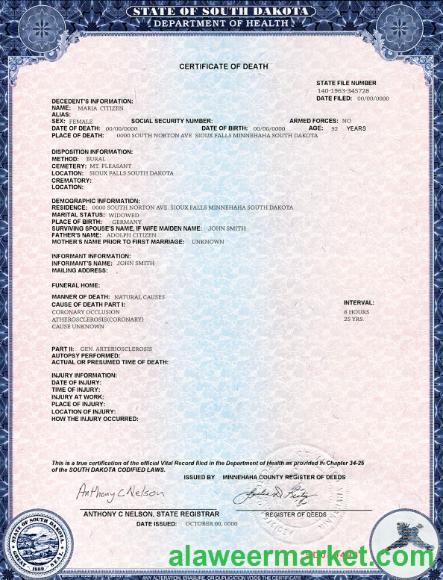 STATE OF SOUTH DAKOTA
DEPARTMENT OF HEALTH
CERTIFICATE OF DEATH
STATE FILE NUMBER
140-1963-345728
DATE FILED: 00/00/0000
DECEDENT'S INFORMATION:
NAME: MARIA CITIZEN
ALIAS:
SEX: FEMALE SOCIAL SECURITY NUMBER: ARMED FORCES: NO
DATE OF DEATH: 00/00/0000 DATE OF BIRTH: 00/00/0000 AGE: 92 YEARS
PLACE OF DEATH: 0000 SOUTH NORTON AVE SIOUX FALLS MINNEHAHA SOUTH DAKOTA
DISPOSITION INFORMATION:
METHOD: BURAL
CEMETERY: MT. PLEASANT
LOCATION: SIOUX FALLS SOUTH DAKOTA
CREMATORY:
LOCATION:
DEMOGRAPHIC INFORMATION:
RESIDENCE: 0000 SOUTH NORTON AVE SIOUX FALLS MINNEHAHA SOUTH DAKOTA
MARITAL STATUS: WIDOWED
PLACE OF BIRTH: GERMANY
SURVIVING SPOUSE'S NAME, IF WIFE MAIDEN NAME: JOHN SMITH
FATHER'S NAME: ADOLPH CITIZEN
MOTHER'S NAME PRIOR TO FIRST MARRIAGE: UNKNOWN
INFORMANT INFORMATION:
INFORMANT'S NAME: JOHN SMITH
MAILING ADDRESS:
FUNERAL HOME:
MANNER OF DEATH: NATURAL CAUSES
CAUSE OF DEATH PART I: INTERVAL:
CORONARY OCCLUSION 8 HOURS
ATHEROSCLEROSIS(CORONARY) 25 YRS.
CAUSE UNKNOWN
PART II: GEN. ARTERIOSCLEROSIS
AUTOPSY PERFORMED:
ACTUAL OR PRESUMED TIME OF DEATH:
INJURY INFORMATION:
DATE OF INJURY:
TIME OF INJURY:
INJURY AT WORK:
PLACE OF INJURY:
LOCATION OF INJURY:
HOW THE INJURY OCCURRED:
This is a true certification of the official Vital Record filed in the Department of Health as provided in Chapter 34-25
of the SOUTH DAKOTA CODIFIED LAWS.
ISSUED BY MINNEHAHA COUNTY REGISTER OF DEEDS
Anthony C Nelson
ANTHONY C NELSON, STATE REGISTRAR REGISTER OF DEEDS
DATE ISSUED: OCTOBER 00, 0000
alaweermarket.com
ANY ALTERATION, ERASURE, OR DUPLICATION VOIDS THE CERTIFICATE